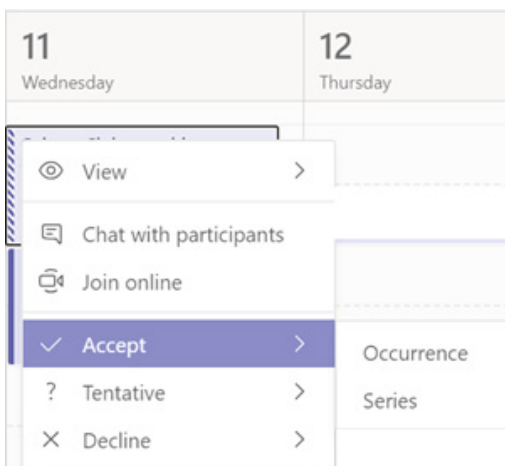 11
Wednesday
12
Thursday
View
Chat with participants
Join online
Accept
Occurrence
Tentative
Series
? 
Decline